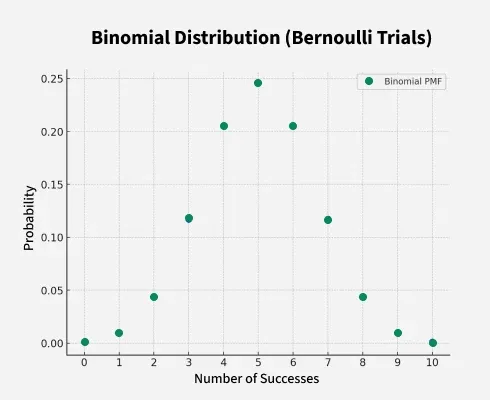 Binomial Distribution (Bernoulli Trials)
Binomial PMF
Probability
0.25
0.20
0.15
0.10
0.05
0.00
0 1 2 3 4 5 6 7 8 9 10
Number of Successes